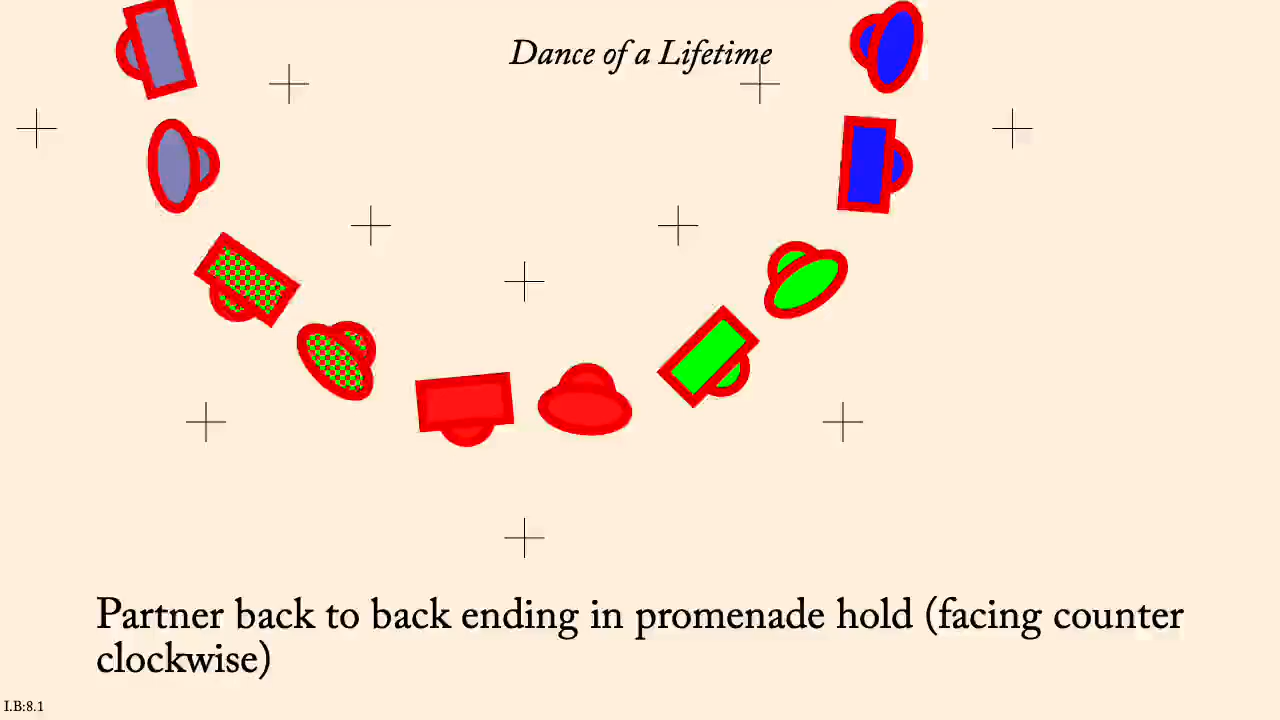 Dance of a Lifetime
Partner back to back ending in promenade hold (facing counter
clockwise)
I.B:8.1